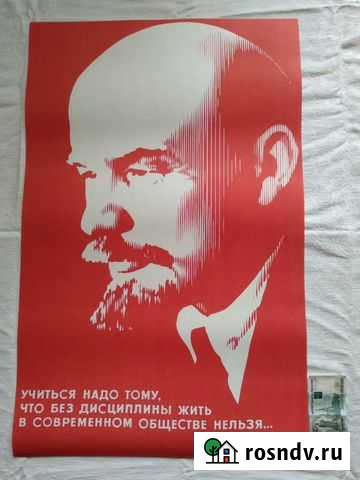 УЧИТЬСЯ НАДО ТОМУ,
ЧТО БЕЗ ДИСЦИПЛИНЫ ЖИТЬ
В СОВРЕМЕННОМ ОБЩЕСТВЕ НЕЛЬЗЯ...
rosndv.ru